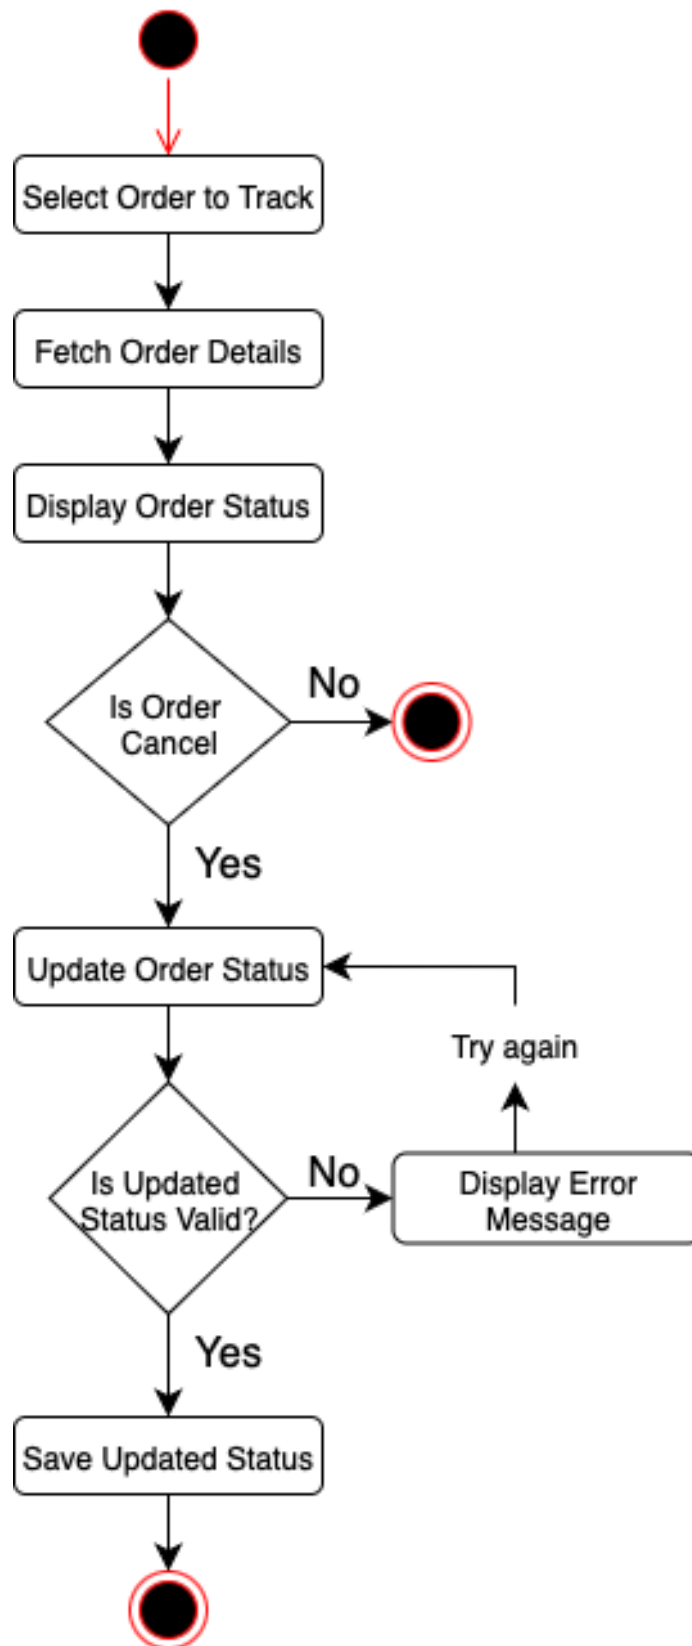 Select Order to Track
Fetch Order Details
Display Order Status
Is Order
Cancel
No
Yes
Update Order Status
Try again
Is Updated
Status Valid?
No
Display Error
Message
Yes
Save Updated Status